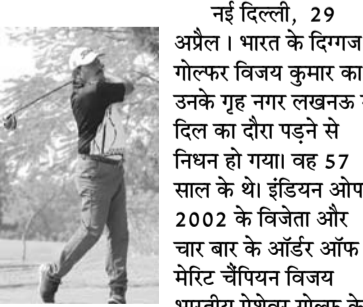 नई दिल्ली, 29
अप्रैल । भारत के दिग्गज
गोल्फर विजय कुमार का
उनके गृह नगर लखनऊ
दिल का दौरा पड़ने से
निधन हो गया। वह 57
साल के थे। इंडियन ओप
2002 के विजेता और
चार बार के ऑर्डर ऑफ
मेरिट चैंपियन विजय